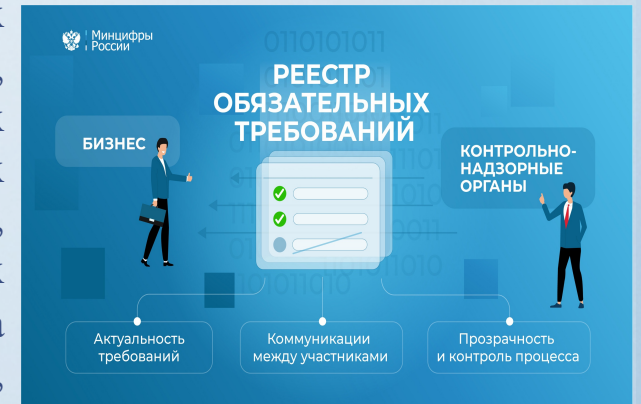 Минцифры
России
РЕЕСТР
ОБЯЗАТЕЛЬНЫХ
ТРЕБОВАНИЙ
БИЗНЕС
КОНТРОЛЬНО-
НАДЗОРНЫЕ
ОРГАНЫ
Актуальность
требований
Коммуникации
между участниками
Прозрачность
и контроль процесса